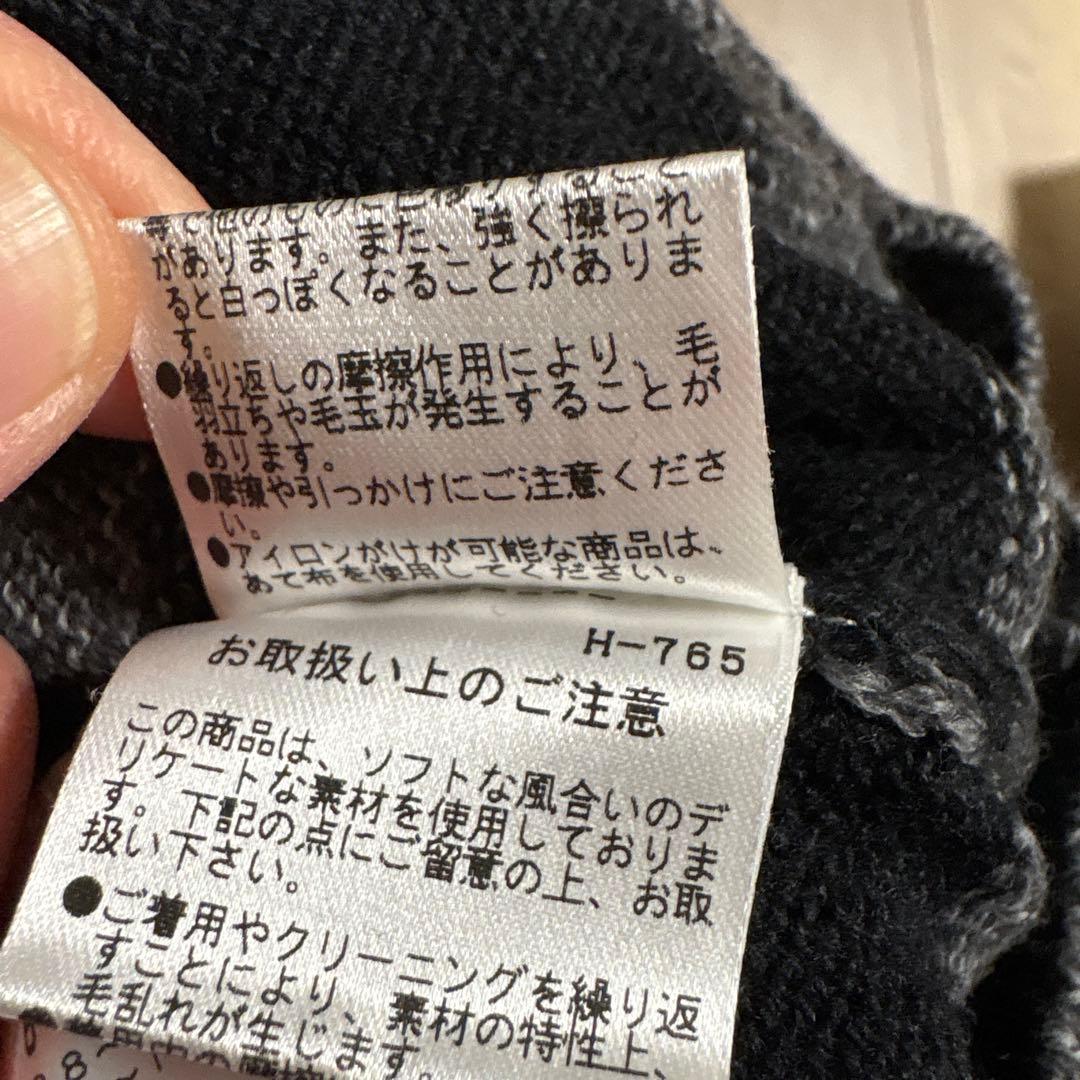 があります。また、強く擦られ
ると白っぽくなることがありま
す。
●繰り返しの摩擦作用により、毛
羽立ちや毛玉が発生することが
あります。
●摩擦や引っかけにご注意くださ
い。
●アイロンがけが可能な商品は、
あて布を使用してください。
H-765
お取扱い上のご注意
この商品は、ソフトな風合いのデ
リケートな素材を使用しておりま
す。下記の点にご留意の上、お取
扱い下さい。
●ご着用やクリーニングを繰り返
すことにより、素材の特性上、
毛乱れが生じます。